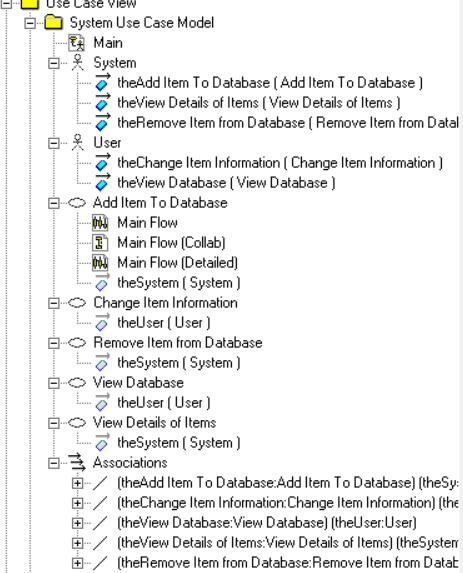 Use Case View
System Use Case Model
Main
System
theAdd Item To Database ( Add Item To Database )
theView Details of Items ( View Details of Items )
theRemove Item from Database ( Remove Item from Datal
User
theChange Item Information ( Change Item Information )
theView Database ( View Database )
Add Item To Database
Main Flow
Main Flow (Collab)
Main Flow (Detailed)
theSystem ( System )
Change Item Information
theUser ( User )
Remove Item from Database
theSystem ( System )
View Database
theUser ( User )
View Details of Items
theSystem ( System )
Associations
(theAdd Item To Database:Add Item To Database) (theSy
(theChange Item Information:Change Item Information) (the
(theView Database:View Database) (theUser:User)
(theView Details of Items:View Details of Items) (theSystem
(theRemove Item from Database:Remove Item from Datab